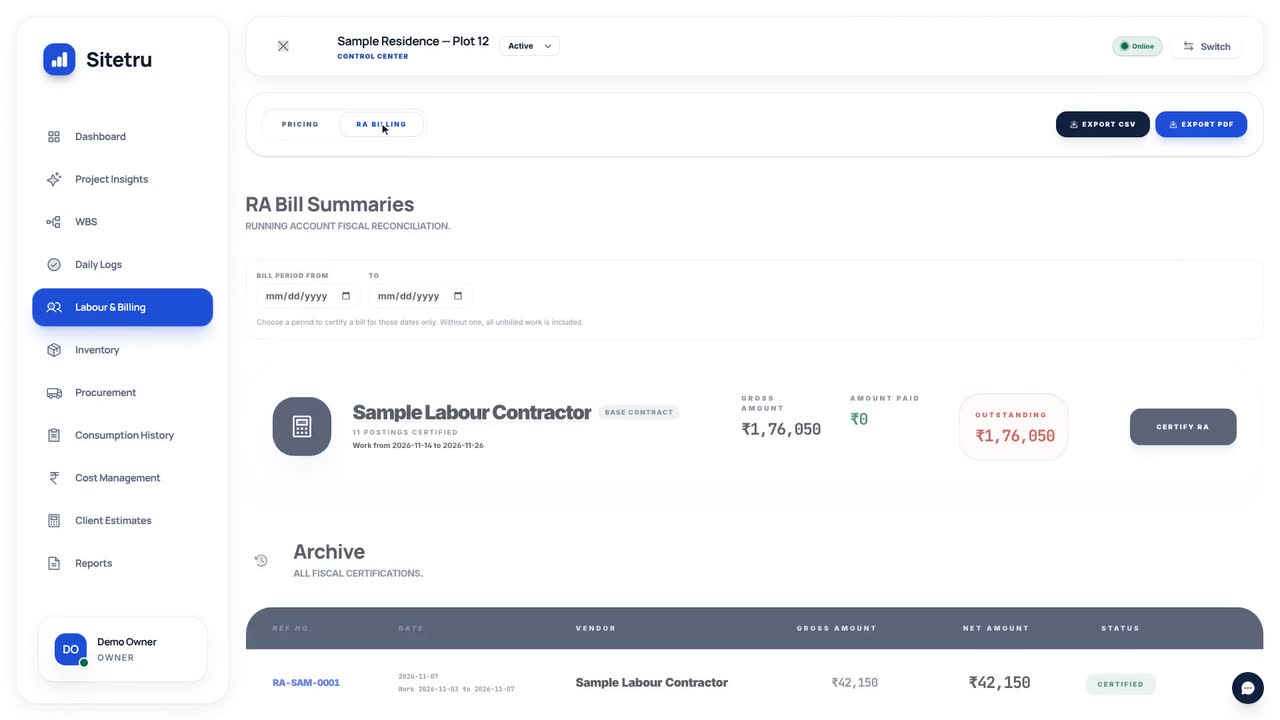 Sitetru
Dashboard
Project Insights
WBS
Daily Logs
Labour & Billing
Inventory
Procurement
Consumption History
Cost Management
Client Estimates
Reports
DO
Demo Owner
OWNER
Sample Residence — Plot 12
CONTROL CENTER
Active
Online
Switch
PRICING
RA BILLING
EXPORT CSV
EXPORT PDF
RA Bill Summaries
RUNNING ACCOUNT FISCAL RECONCILIATION.
BILL PERIOD FROM
TO
mm/dd/yyyy
mm/dd/yyyy
Choose a period to certify a bill for those dates only. Without one, all unbilled work is included.
Sample Labour Contractor
BASE CONTRACT
11 POSTINGS CERTIFIED
Work from 2026-11-14 to 2026-11-26
GROSS
AMOUNT
₹1,76,050
AMOUNT PAID
₹0
OUTSTANDING
₹1,76,050
CERTIFY RA
Archive
ALL FISCAL CERTIFICATIONS.
REF NO. DATE VENDOR GROSS AMOUNT NET AMOUNT STATUS
2026-11-07
RA-SAM-0001 Sample Labour Contractor ₹42,150 ₹42,150 CERTIFIED
Work 2026-11-03 to 2026-11-07